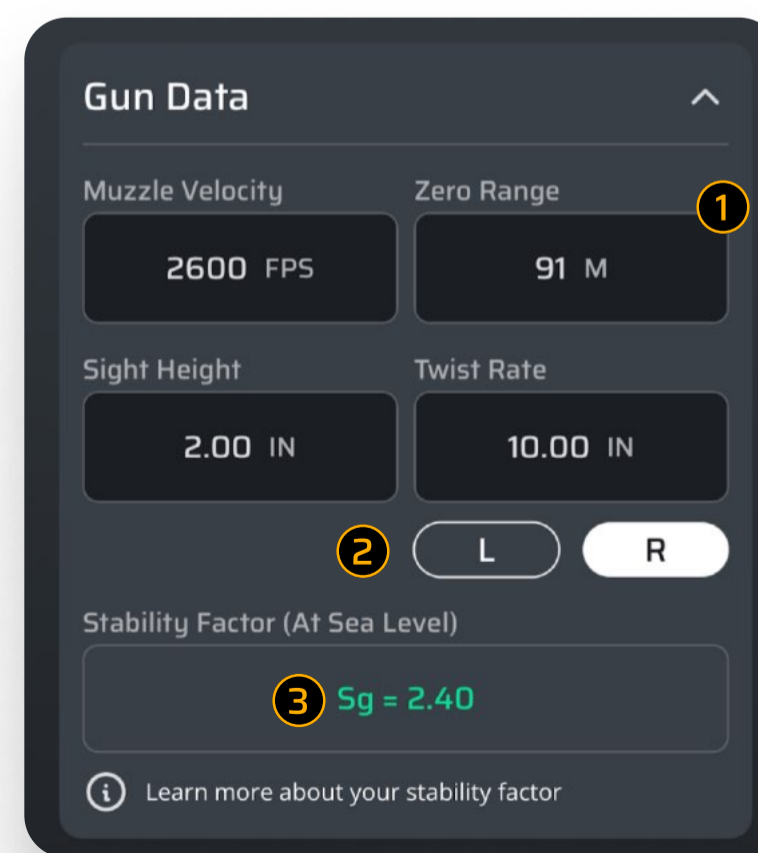 Gun Data
Muzzle Velocity Zero Range
1
2600 FPS 91 M
Sight Height Twist Rate
2.00 IN 10.00 IN
2 L R
Stability Factor (At Sea Level)
3 Sg = 2.40
i Learn more about your stability factor